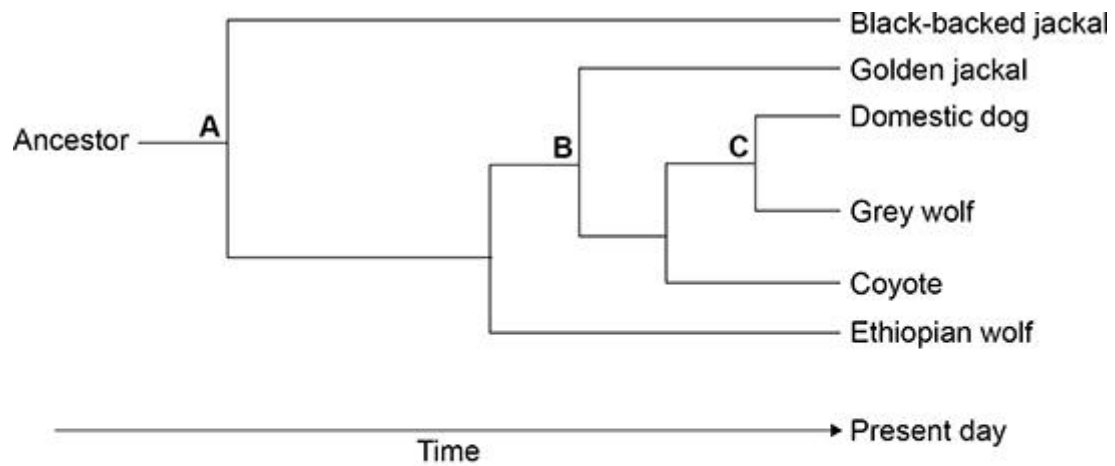 Black-backed jackal
Golden jackal
Domestic dog
A
Ancestor
B
C
Grey wolf
Coyote
Ethiopian wolf
Present day
Time